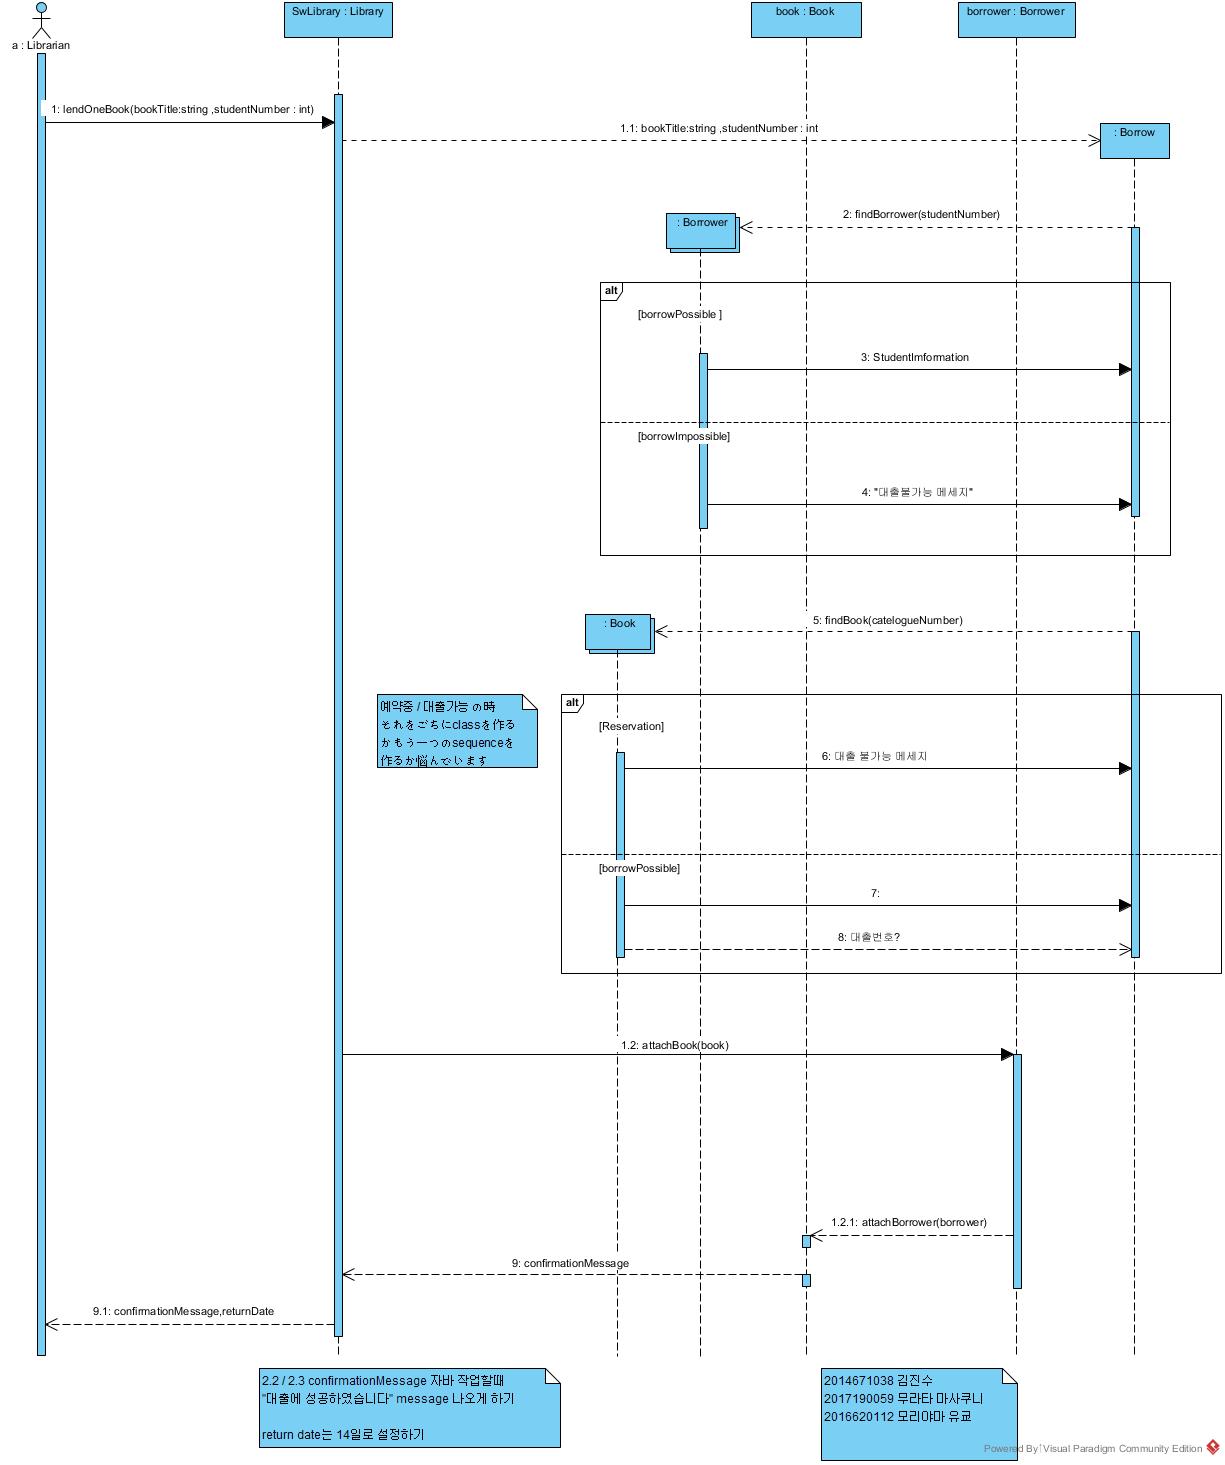 SwLibrary : Library
book : Book
borrower : Borrower
a : Librarian
1: lendOneBook(bookTitle:string ,studentNumber : int)
1.1: bookTitle:string ,studentNumber : int
: Borrow
2: findBorrower(studentNumber)
: Borrower
alt
[borrowPossible ]
3: StudentImformation
[borrowImpossible]
4: "대출불가능 메세지"
5: findBook(catelogueNumber)
: Book
alt
[Reservation]
예약중 / 대출가능 の時
それをごちにclassを作る
かもう一つのsequenceを
作るか悩んでいます
6: 대출 불가능 메세지
[borrowPossible]
7:
8: 대출번호?
1.2: attachBook(book)
1.2.1: attachBorrower(borrower)
9: confirmationMessage
9.1: confirmationMessage,returnDate
2.2 / 2.3 confirmationMessage 자바 작업할때
"대출에 성공하였습니다" message 나오게 하기
return date는 14일로 설정하기
2014671038 김진수
2017190059 무라타 마사쿠니
2016620112 모리야마 유쿄
Powered By Visual Paradigm Community Edition